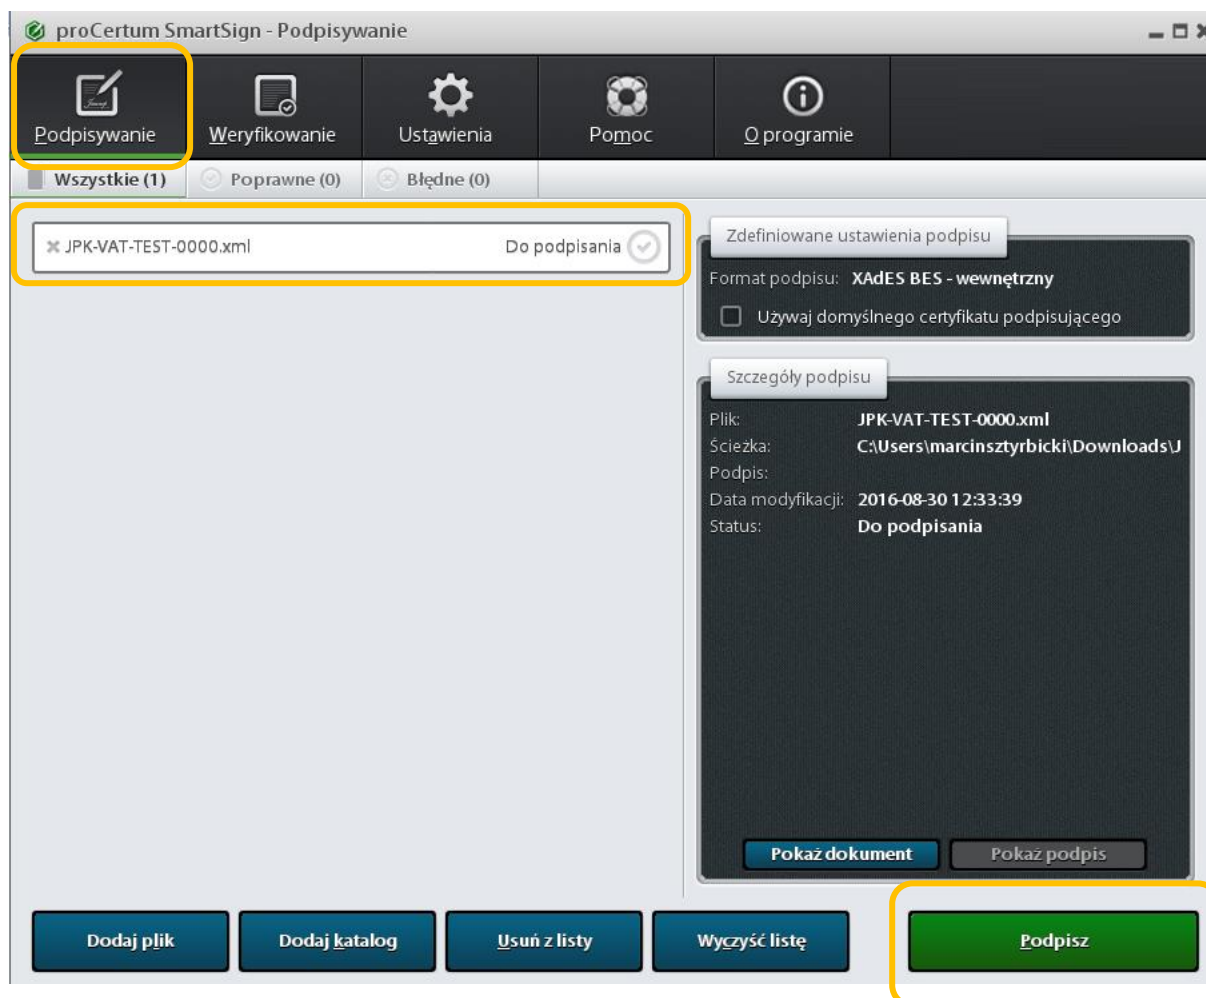 proCertum SmartSign - Podpisywanie
Podpisywanie
Weryfikowanie
Ustawienia
Pomoc
O programie
Wszystkie (1)
Poprawne (0)
Błędne (0)
JPK-VAT-TEST-0000.xml Do podpisania
Zdefiniowane ustawienia podpisu
Format podpisu: XAdES BES - wewnętrzny
Używaj domyślnego certyfikatu podpisującego
Szczegóły podpisu
Plik: JPK-VAT-TEST-0000.xml
Ścieżka: C:\Users\marcinsztyrbicki\Downloads\J
Podpis:
Data modyfikacji: 2016-08-30 12:33:39
Status: Do podpisania
Pokaż dokument
Pokaż podpis
Dodaj plik
Dodaj katalog
Usuń z listy
Wyczyść listę
Podpisz